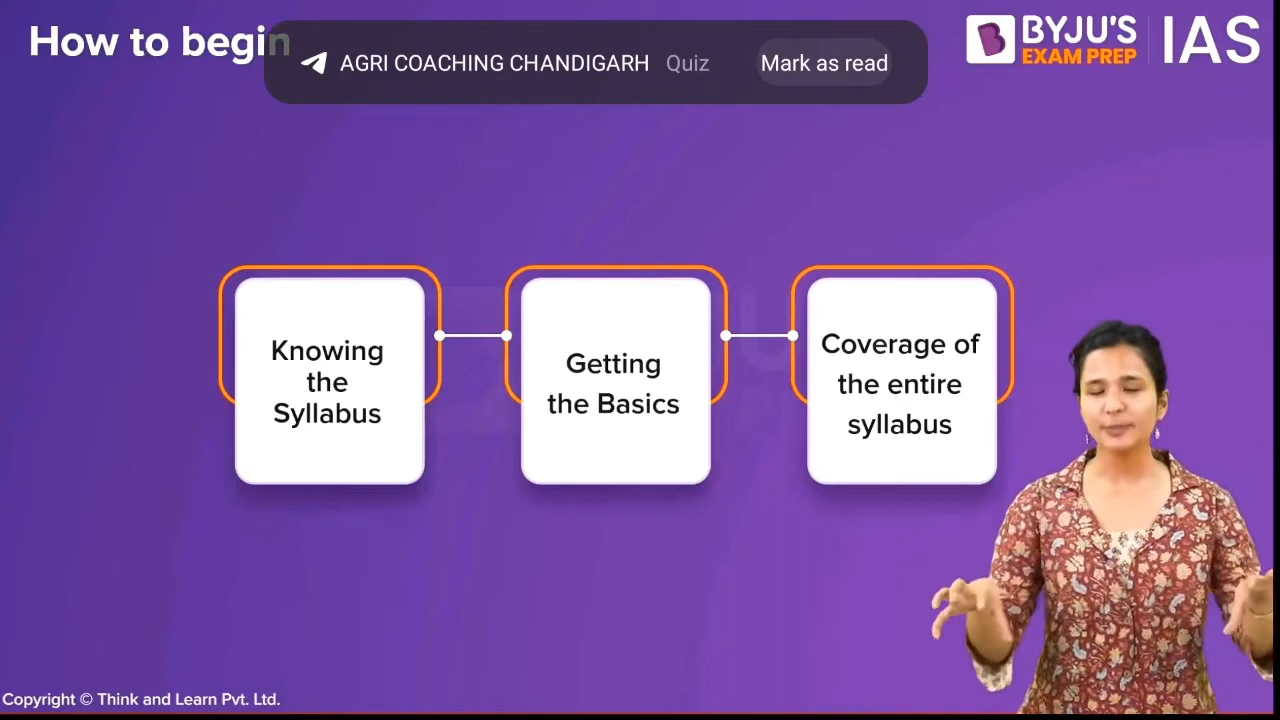 How to begin
AGRI COACHING CHANDIGARH Quiz Mark as read
BYJU'S
EXAM PREP
IAS
Knowing
the
Syllabus
Getting
the Basics
Coverage of
the entire
syllabus
Copyright © Think and Learn Pvt. Ltd.